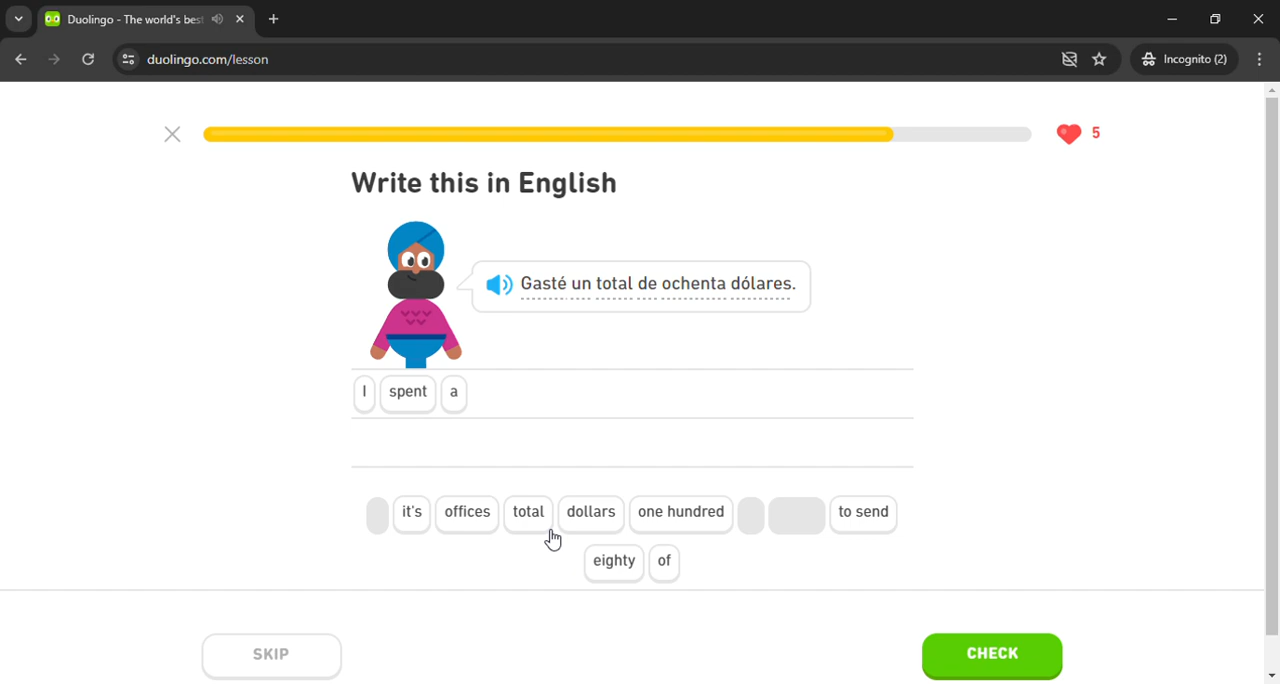 Duolingo - The world's bes
duolingo.com/lesson
Incognito (2)
5
Write this in English
Gasté un total de ochenta dólares.
I spent a
it's offices total dollars one hundred to send
eighty of
SKIP
CHECK